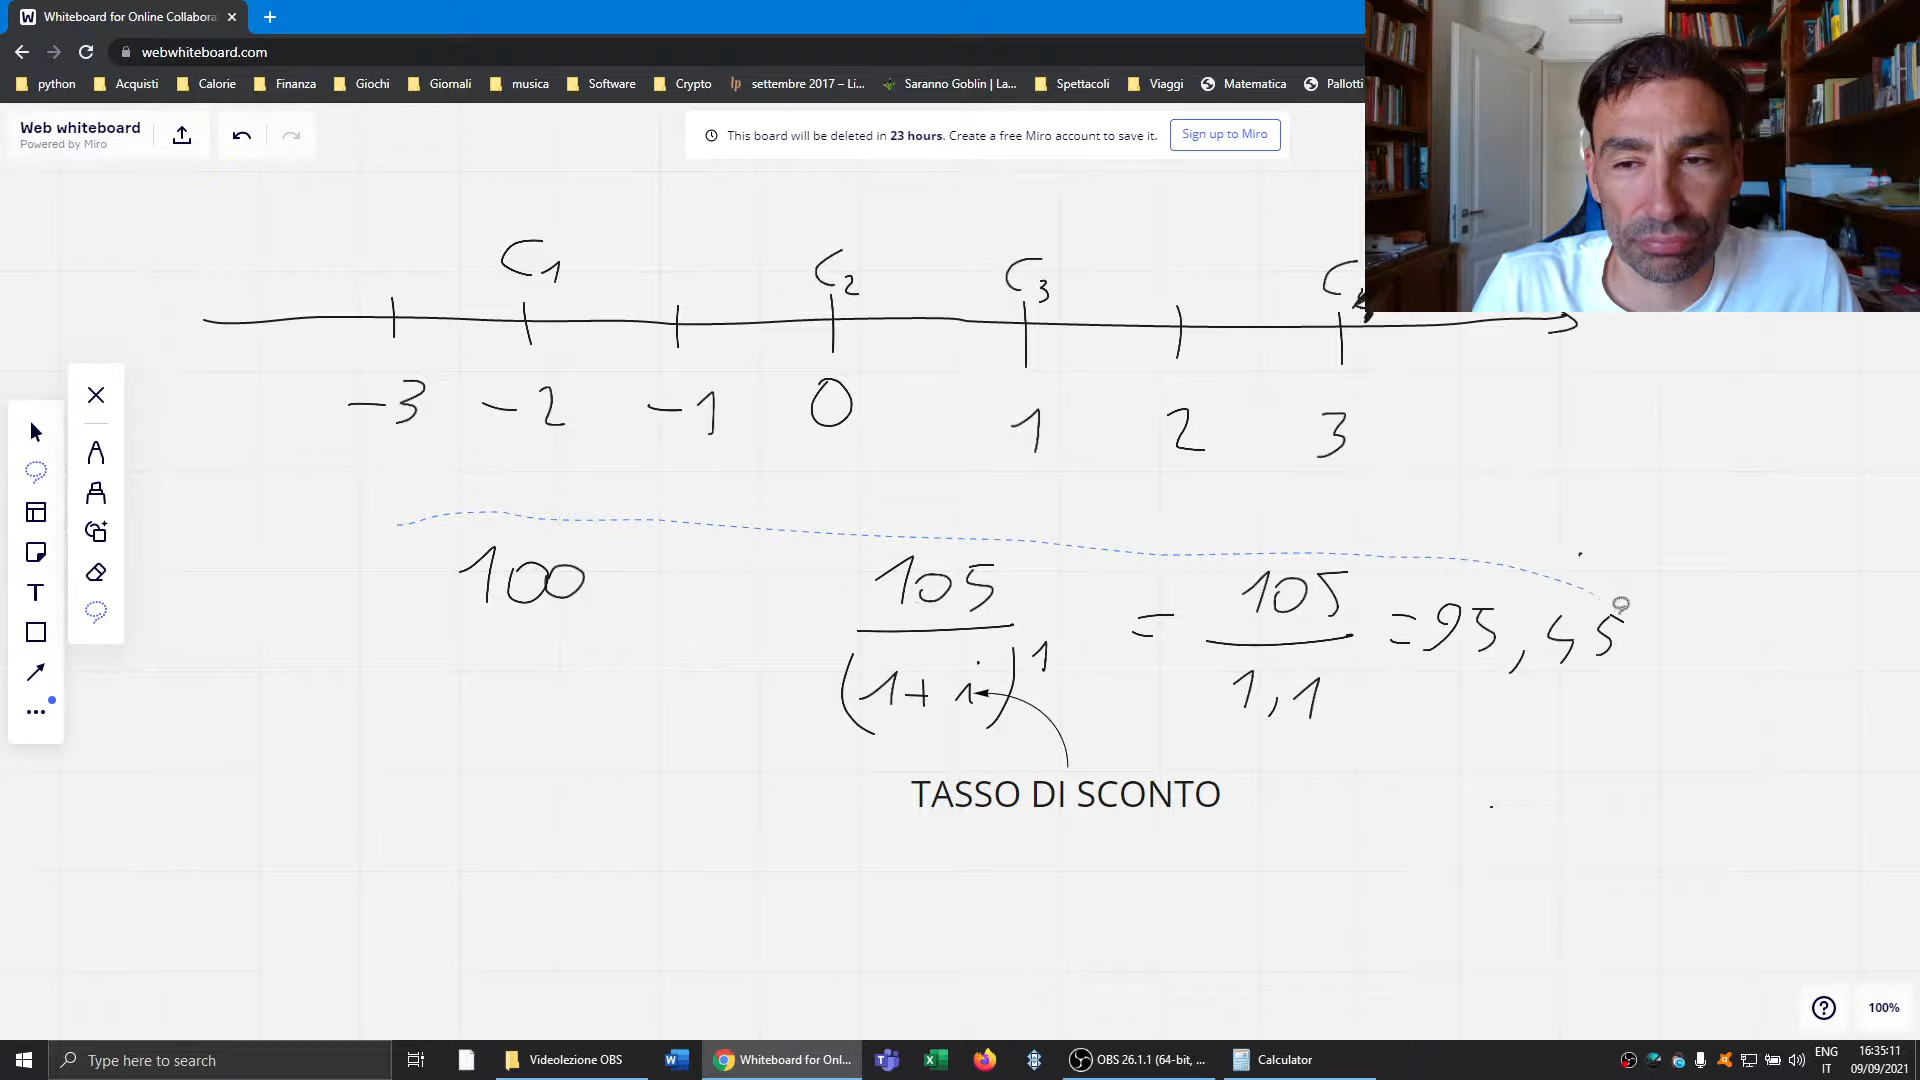 Whiteboard for Online Collabora
webwhiteboard.com
python Acquisti Calorie Finanza Giochi Giornali musica Software Crypto settembre 2017 – Li... Saranno Goblin | La... Spettacoli Viaggi Matematica Pallotti
Web whiteboard
Powered by Miro
This board will be deleted in 23 hours. Create a free Miro account to save it.
Sign up to Miro
C1 C2 C3 C
-3 -2 -1 0 1 2 3
100
105 / (1+i)^1 = 105 / 1,1 = 95,45
TASSO DI SCONTO
100%
Type here to search
Videolezione OBS
Whiteboard for Onl...
OBS 26.1.1 (64-bit, ...
Calculator
ENG
IT
16:35:11
09/09/2021